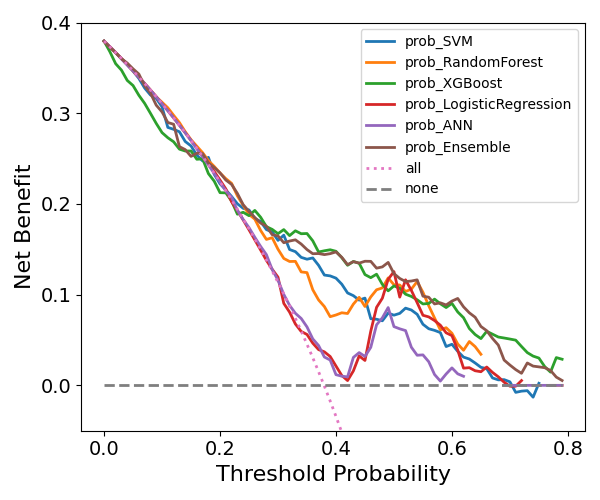 0.4
0.3
0.2
0.1
0.0
Net Benefit
prob_SVM
prob_RandomForest
prob_XGBoost
prob_LogisticRegression
prob_ANN
prob_Ensemble
all
none
0.0 0.2 0.4 0.6 0.8
Threshold Probability